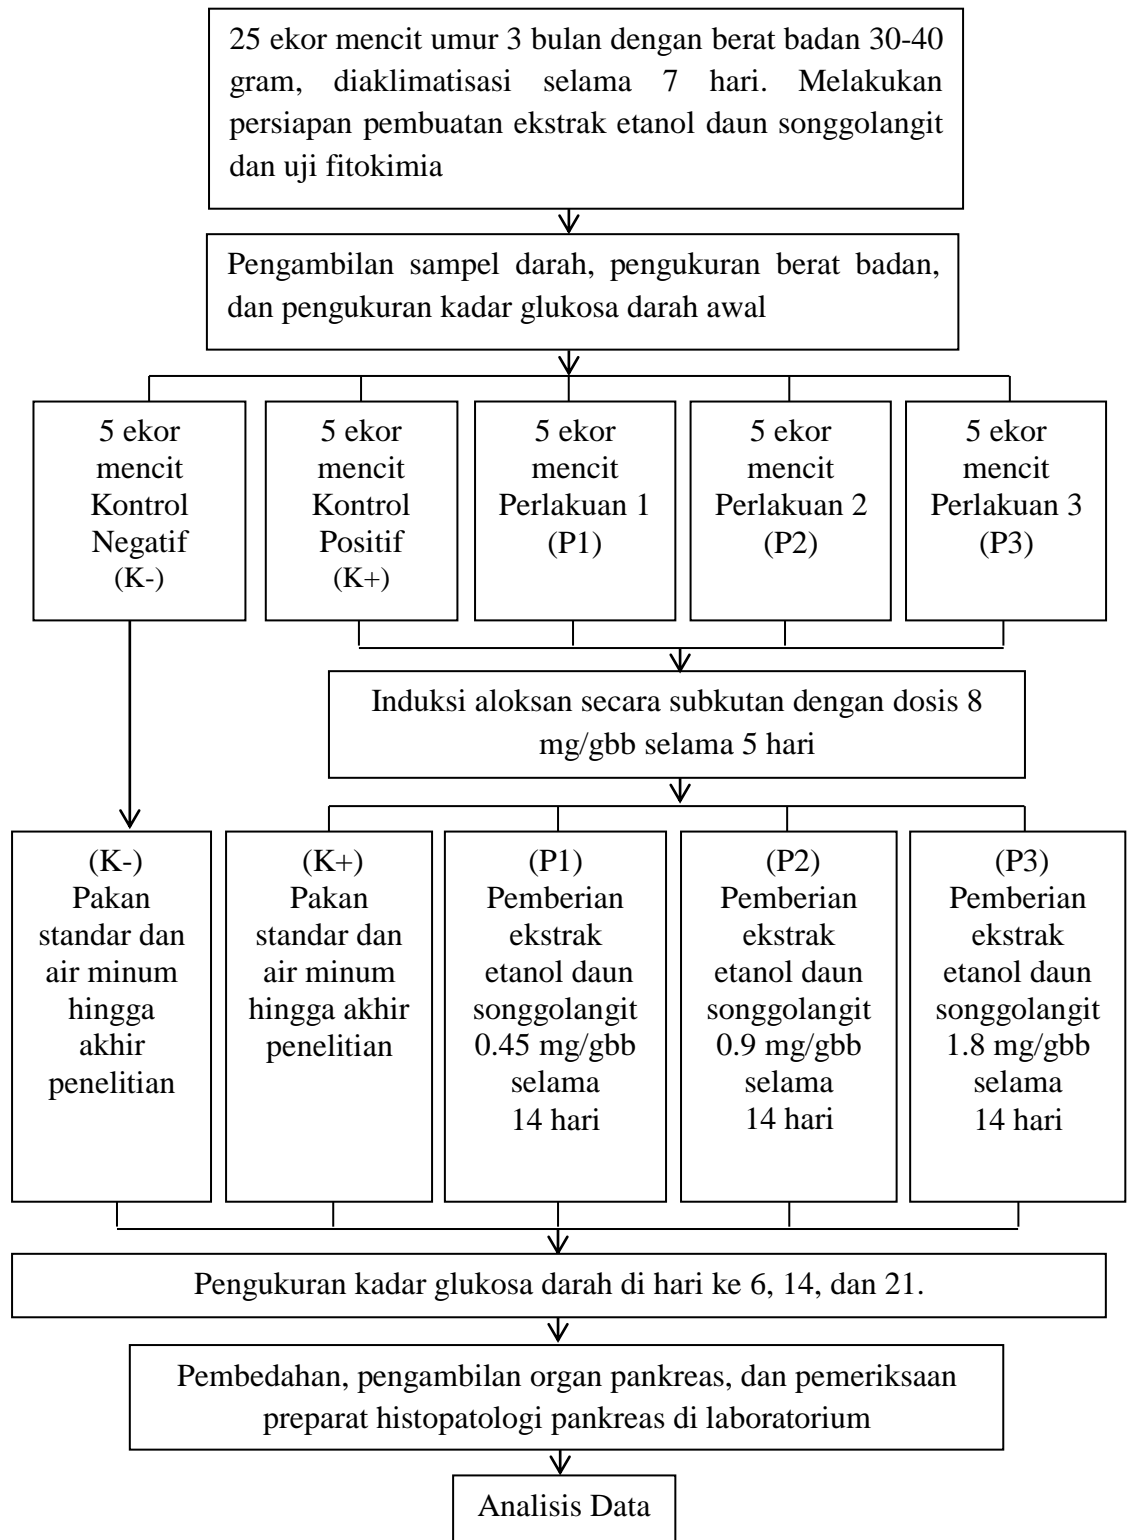 25 ekor mencit umur 3 bulan dengan berat badan 30-40
gram, diaklimatisasi selama 7 hari. Melakukan
persiapan pembuatan ekstrak etanol daun songgolangit
dan uji fitokimia
Pengambilan sampel darah, pengukuran berat badan,
dan pengukuran kadar glukosa darah awal
5 ekor
mencit
Kontrol
Negatif
(K-)
5 ekor
mencit
Kontrol
Positif
(K+)
5 ekor
mencit
Perlakuan 1
(P1)
5 ekor
mencit
Perlakuan 2
(P2)
5 ekor
mencit
Perlakuan 3
(P3)
Induksi aloksan secara subkutan dengan dosis 8
mg/gbb selama 5 hari
(K-)
Pakan
standar dan
air minum
hingga
akhir
penelitian
(K+)
Pakan
standar dan
air minum
hingga akhir
penelitian
(P1)
Pemberian
ekstrak
etanol daun
songgolangit
0.45 mg/gbb
selama
14 hari
(P2)
Pemberian
ekstrak
etanol daun
songgolangit
0.9 mg/gbb
selama
14 hari
(P3)
Pemberian
ekstrak
etanol daun
songgolangit
1.8 mg/gbb
selama
14 hari
Pengukuran kadar glukosa darah di hari ke 6, 14, dan 21.
Pembedahan, pengambilan organ pankreas, dan pemeriksaan
preparat histopatologi pankreas di laboratorium
Analisis Data